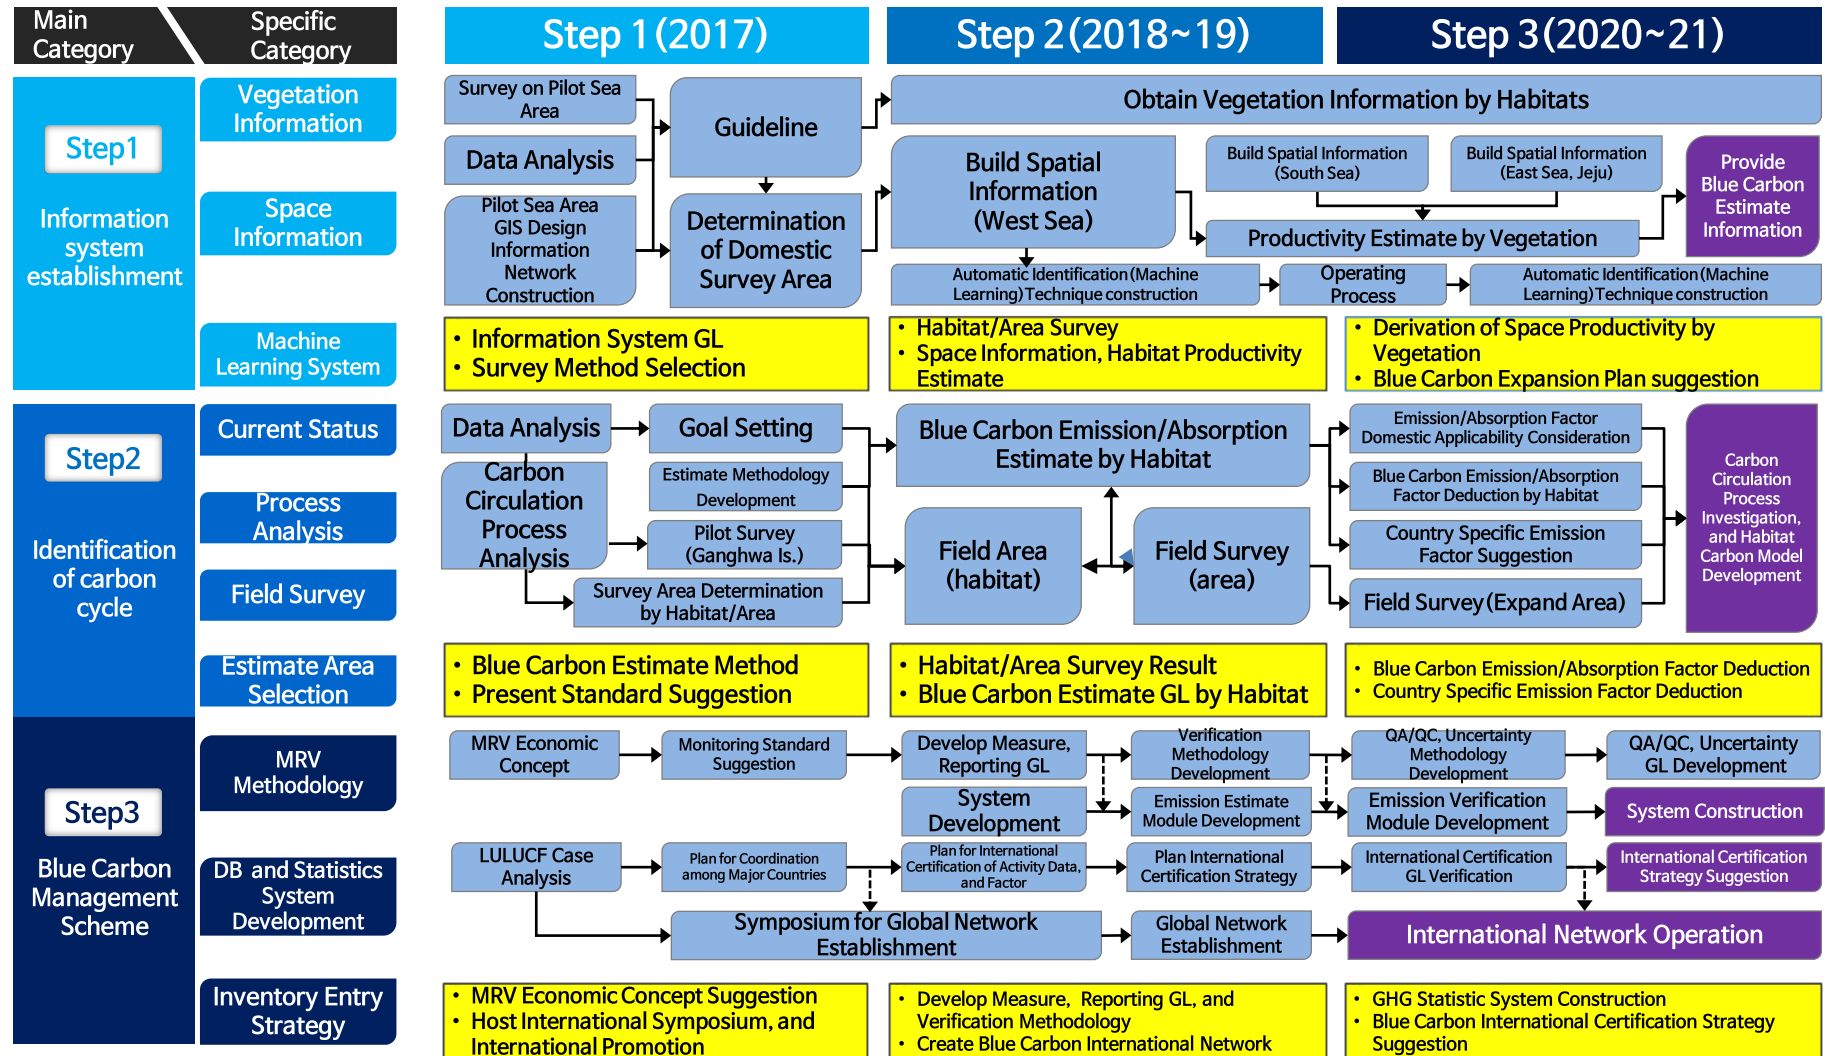 Main
Category
Specific
Category
Step 1 (2017)
Step 2 (2018~19)
Step 3 (2020~21)
Step1
Information
system
establishment
Vegetation
Information
Space
Information
Machine
Learning System
Survey on Pilot Sea
Area
Data Analysis
Pilot Sea Area
GIS Design
Information
Network
Construction
Guideline
Determination
of Domestic
Survey Area
Obtain Vegetation Information by Habitats
Build Spatial
Information
(West Sea)
Build Spatial Information
(South Sea)
Build Spatial Information
(East Sea, Jeju)
Productivity Estimate by Vegetation
Provide
Blue Carbon
Estimate
Information
Automatic Identification (Machine
Learning) Technique construction
Operating
Process
Automatic Identification (Machine
Learning) Technique construction
• Information System GL
• Survey Method Selection
• Habitat/Area Survey
• Space Information, Habitat Productivity
Estimate
• Derivation of Space Productivity by
Vegetation
• Blue Carbon Expansion Plan suggestion
Step2
Identification
of carbon
cycle
Current Status
Process
Analysis
Field Survey
Estimate Area
Selection
Data Analysis
Goal Setting
Carbon
Circulation
Process
Analysis
Estimate Methodology
Development
Pilot Survey
(Ganghwa Is.)
Survey Area Determination
by Habitat/Area
Blue Carbon Emission/Absorption
Estimate by Habitat
Field Area
(habitat)
Field Survey
(area)
Emission/Absorption Factor
Domestic Applicability Consideration
Blue Carbon Emission/Absorption
Factor Deduction by Habitat
Country Specific Emission
Factor Suggestion
Field Survey (Expand Area)
Carbon
Circulation
Process
Investigation,
and Habitat
Carbon Model
Development
• Blue Carbon Estimate Method
• Present Standard Suggestion
• Habitat/Area Survey Result
• Blue Carbon Estimate GL by Habitat
• Blue Carbon Emission/Absorption Factor Deduction
• Country Specific Emission Factor Deduction
Step3
Blue Carbon
Management
Scheme
MRV
Methodology
DB and Statistics
System
Development
Inventory Entry
Strategy
MRV Economic
Concept
Monitoring Standard
Suggestion
Develop Measure,
Reporting GL
Verification
Methodology
Development
QA/QC, Uncertainty
Methodology
Development
QA/QC, Uncertainty
GL Development
System
Development
Emission Estimate
Module Development
Emission Verification
Module Development
System Construction
LULUCF Case
Analysis
Plan for Coordination
among Major Countries
Plan for International
Certification of Activity Data,
and Factor
Plan International
Certification Strategy
International Certification
GL Verification
International Certification
Strategy Suggestion
Symposium for Global Network
Establishment
Global Network
Establishment
International Network Operation
• MRV Economic Concept Suggestion
• Host International Symposium, and
International Promotion
• Develop Measure, Reporting GL, and
Verification Methodology
• Create Blue Carbon International Network
• GHG Statistic System Construction
• Blue Carbon International Certification Strategy
Suggestion